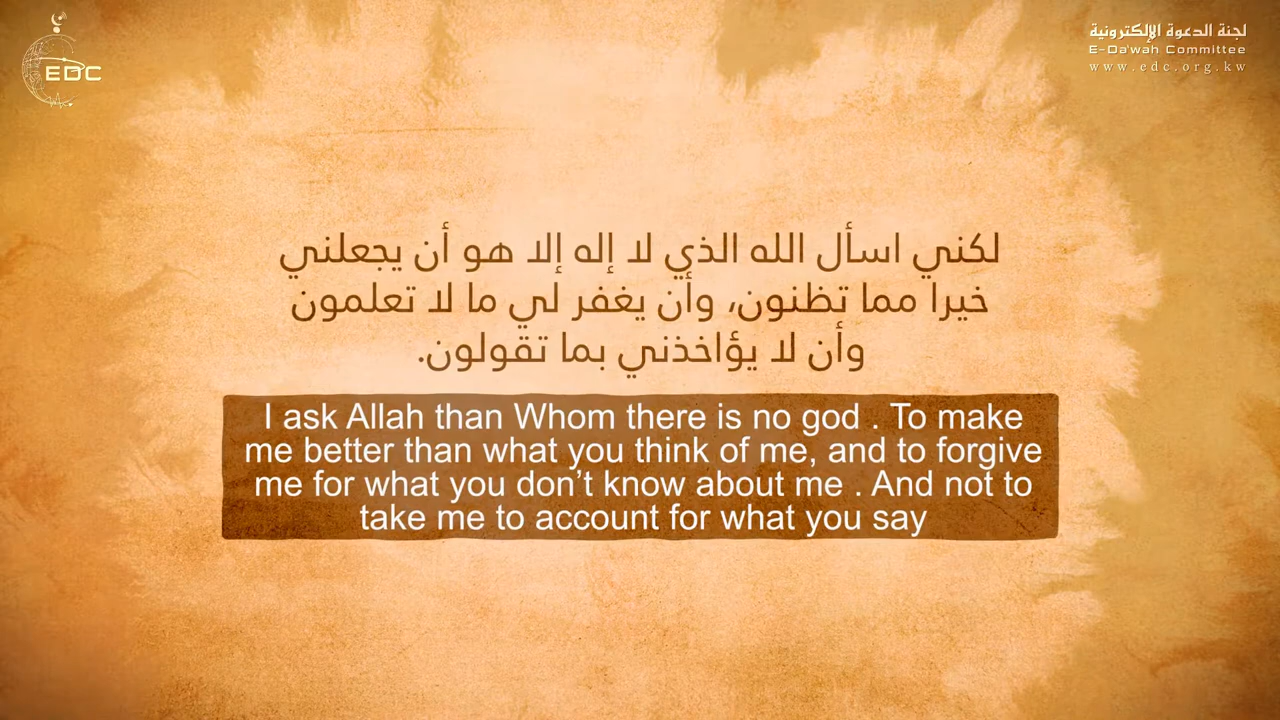 EDC
لجنة الدعوة الإلكترونية
E-Da'wah Committee
www.edc.org.kw
لكني اسأل الله الذي لا إله إلا هو أن يجعلني
خيرا مما تظنون، وأن يغفر لي ما لا تعلمون
وأن لا يؤاخذني بما تقولون.
I ask Allah than Whom there is no god . To make
me better than what you think of me, and to forgive
me for what you don’t know about me . And not to
take me to account for what you say